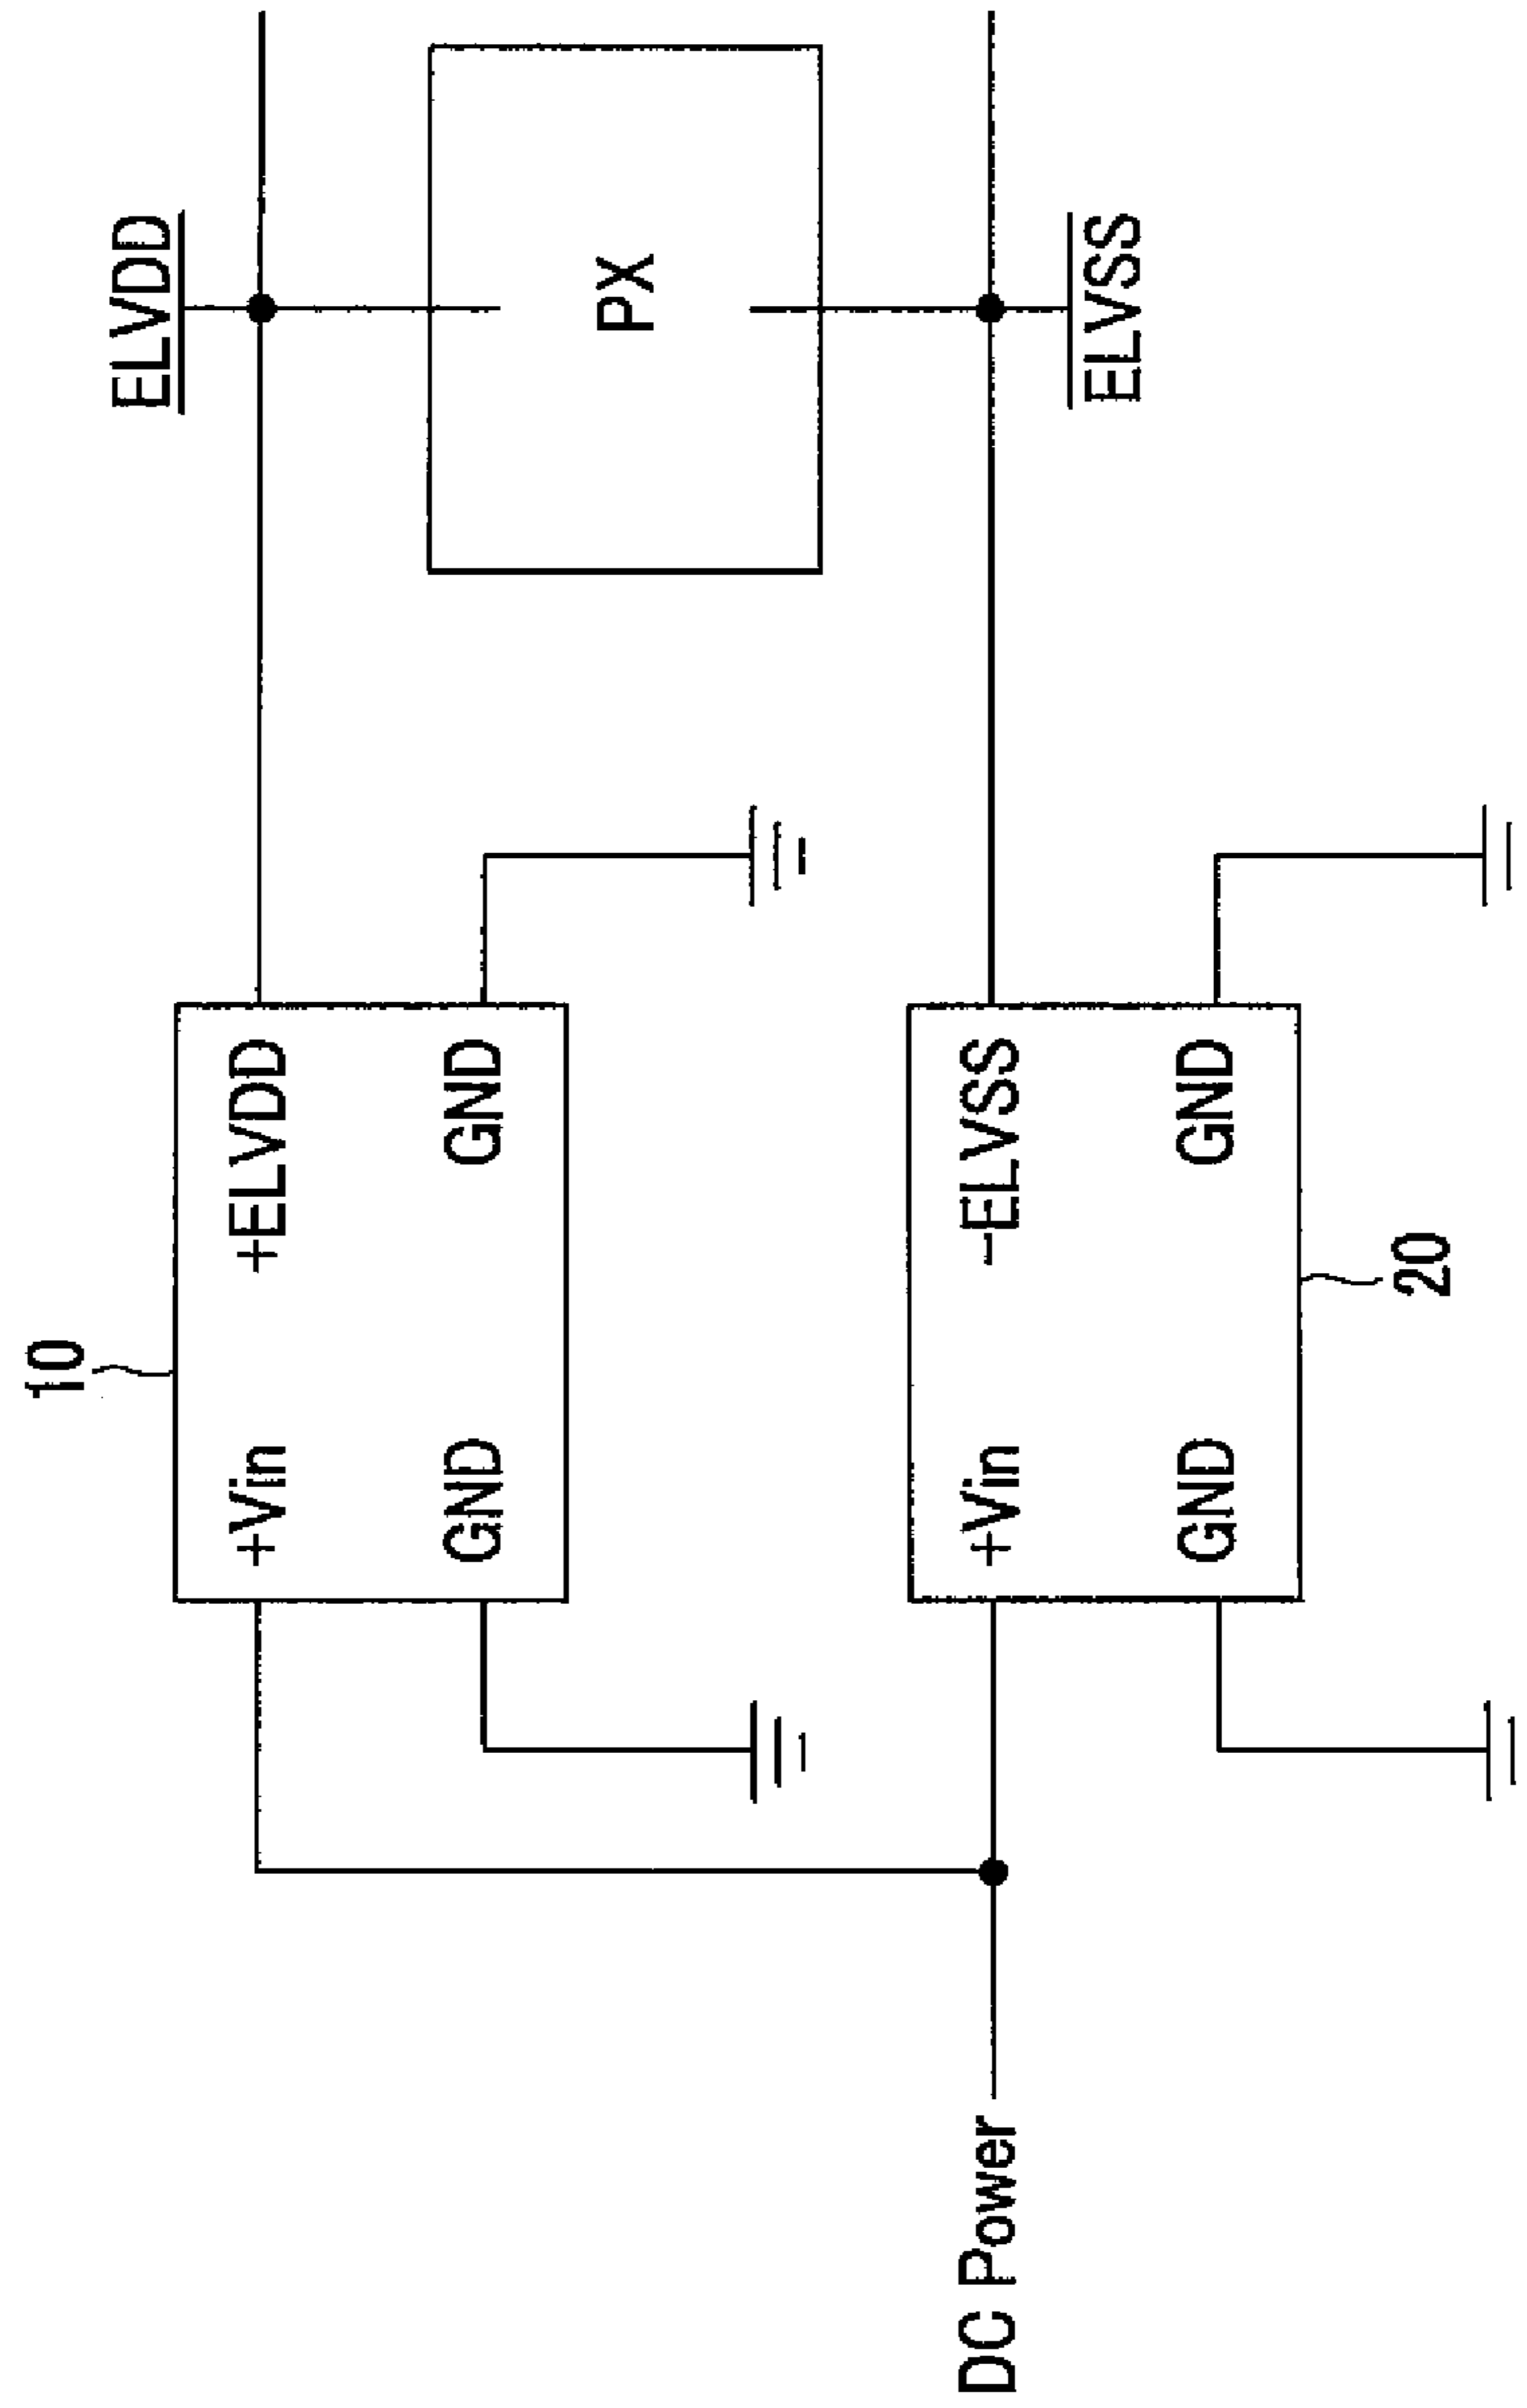 10
+Vin
+ELVDD
GND
GND
ELVDD
PX
DC Power
+Vin
-ELVSS
GND
GND
20
ELVSS